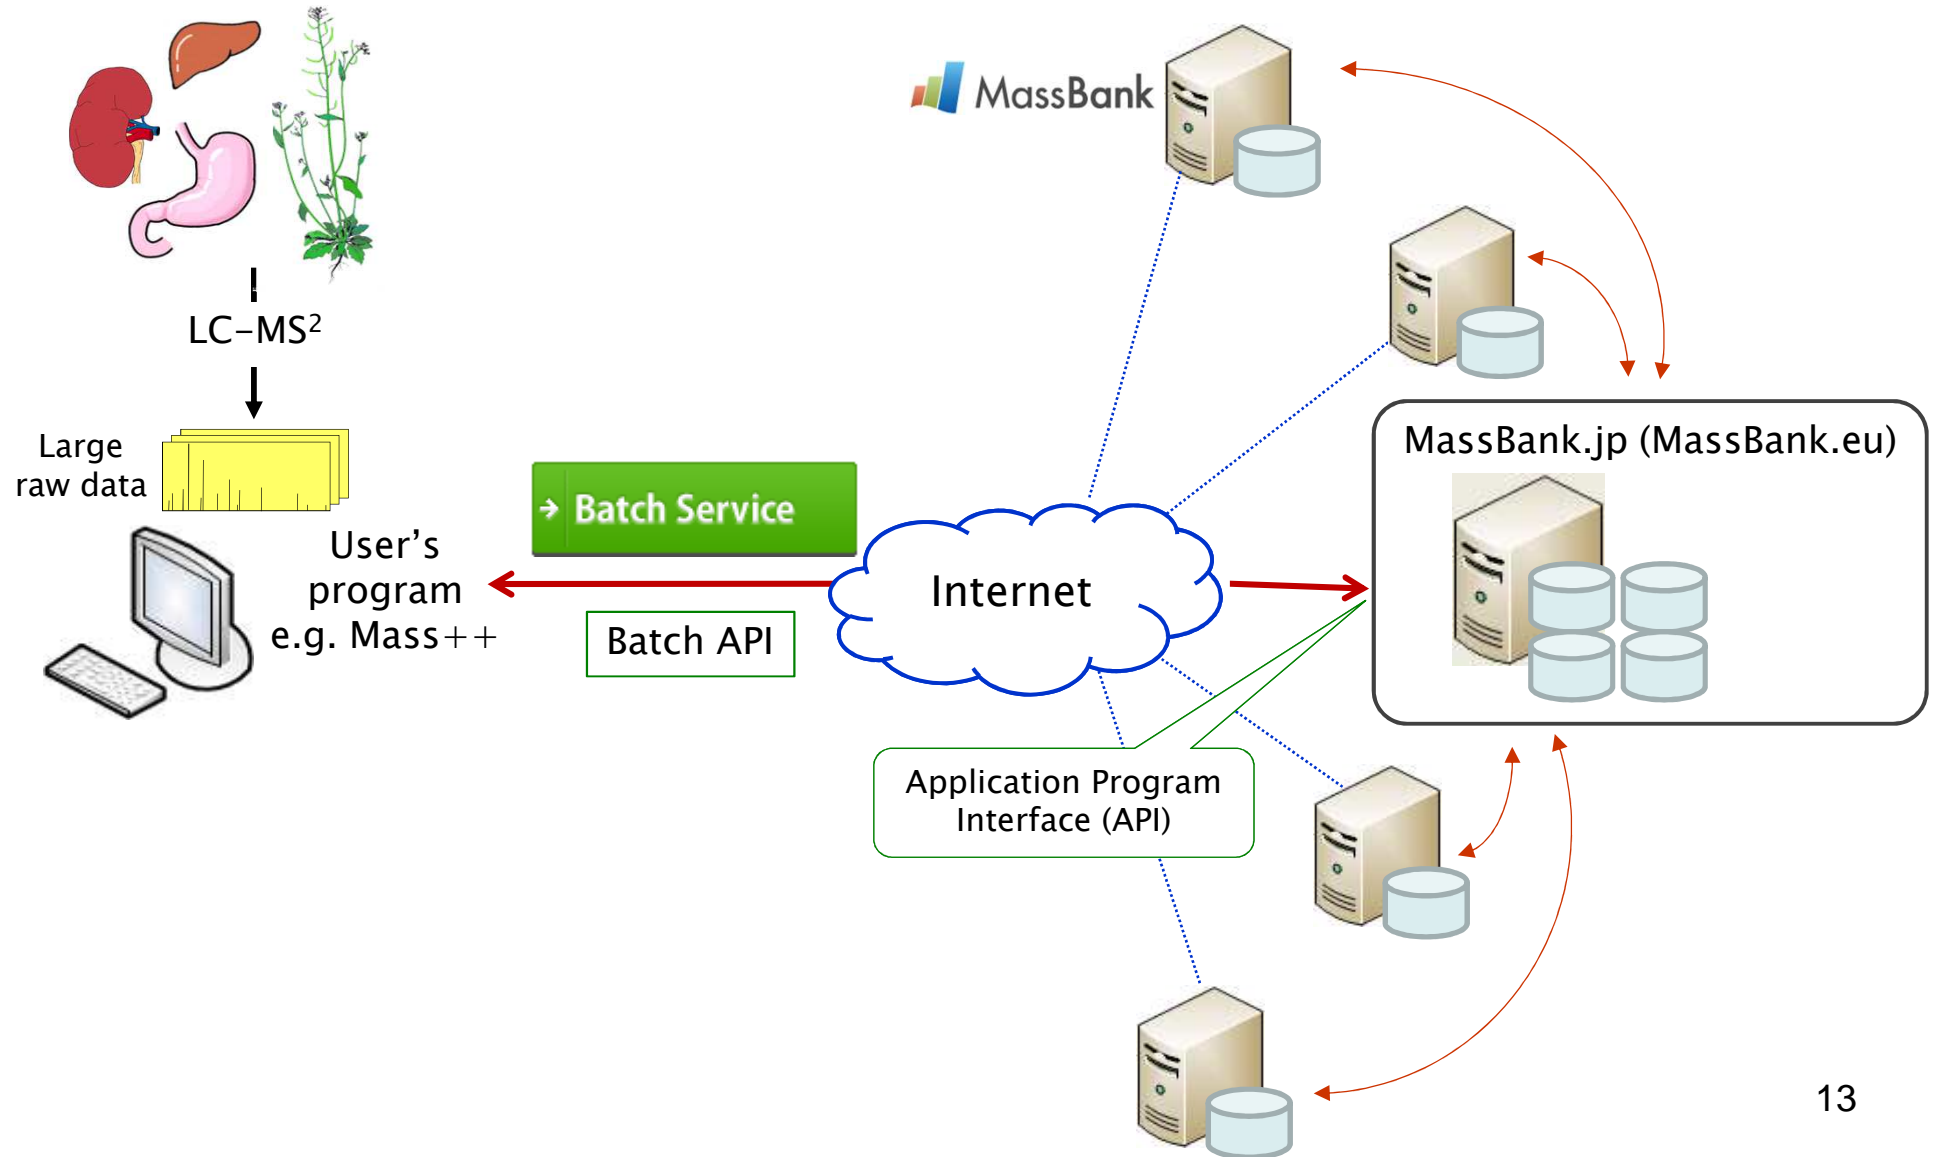 MassBank
LC-MS²
Large
raw data
User's
program
e.g. Mass++
Batch Service
Batch API
Internet
MassBank.jp (MassBank.eu)
Application Program
Interface (API)
13